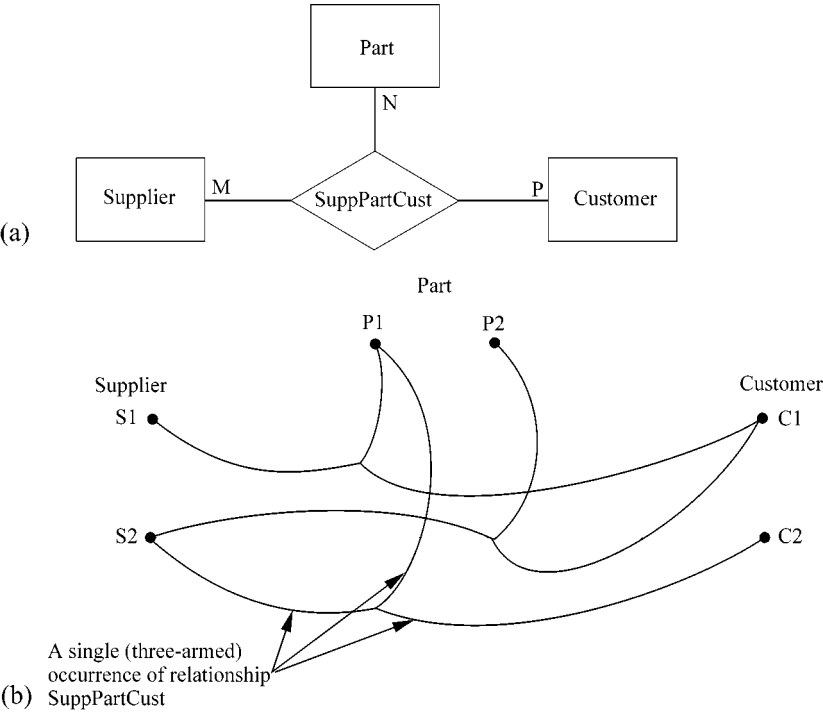 Part
N
Supplier
M
SuppPartCust
P
Customer
(a)
Part
P1
P2
Supplier
Customer
S1
C1
S2
C2
A single (three-armed)
occurrence of relationship
(b) SuppPartCust